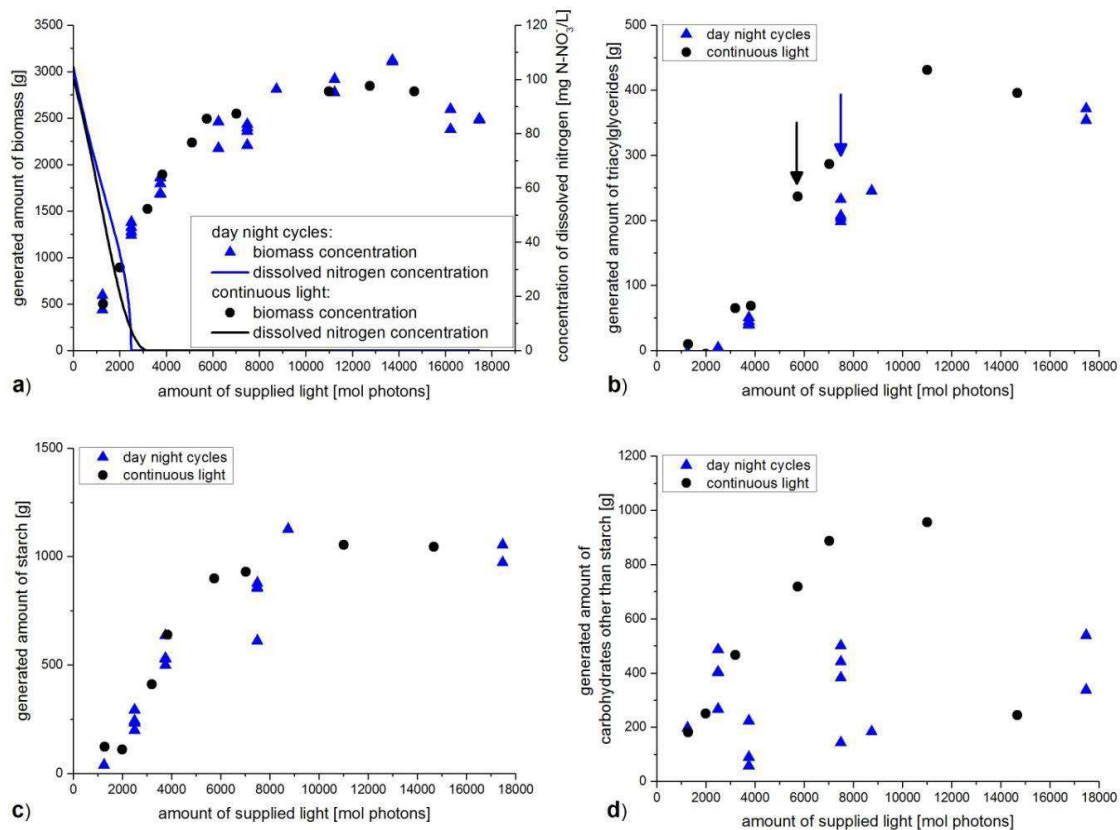 generated amount of biomass [g]
3500
3000
2500
2000
1500
1000
500
0
0 2000 4000 6000 8000 10000 12000 14000 16000 18000
amount of supplied light [mol photons]
120
100
80
60
40
20
0
concentration of dissolved nitrogen [mg N-NO3-/L]
day night cycles:
biomass concentration
dissolved nitrogen concentration
continuous light:
biomass concentration
dissolved nitrogen concentration
a)
generated amount of triacylglycerides [g]
500
400
300
200
100
0
0 2000 4000 6000 8000 10000 12000 14000 16000 18000
amount of supplied light [mol photons]
day night cycles
continuous light
b)
generated amount of starch [g]
1500
1000
500
0
0 2000 4000 6000 8000 10000 12000 14000 16000 18000
amount of supplied light [mol photons]
day night cycles
continuous light
c)
generated amount of
carbohydrates other than starch [g]
1200
1000
800
600
400
200
0
0 2000 4000 6000 8000 10000 12000 14000 16000 18000
amount of supplied light [mol photons]
day night cycles
continuous light
d)